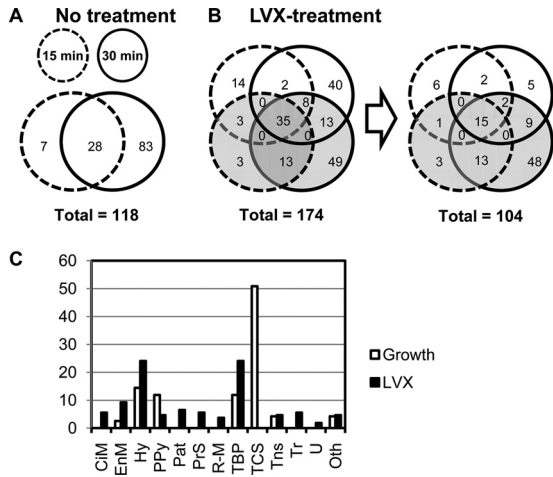 A No treatment
15 min 30 min
7 28 83
Total = 118
B LVX-treatment
14 2 40
0 8
3 35 13
0 0
3 13 49
Total = 174
6 2 5
0 2
1 15 9
0 0
3 13 48
Total = 104
C
60
50
40
30
20
10
0
CiM EnM Hy PPy Pat PrS R-M TBP TCS Tns Tr U Oth
Growth
LVX